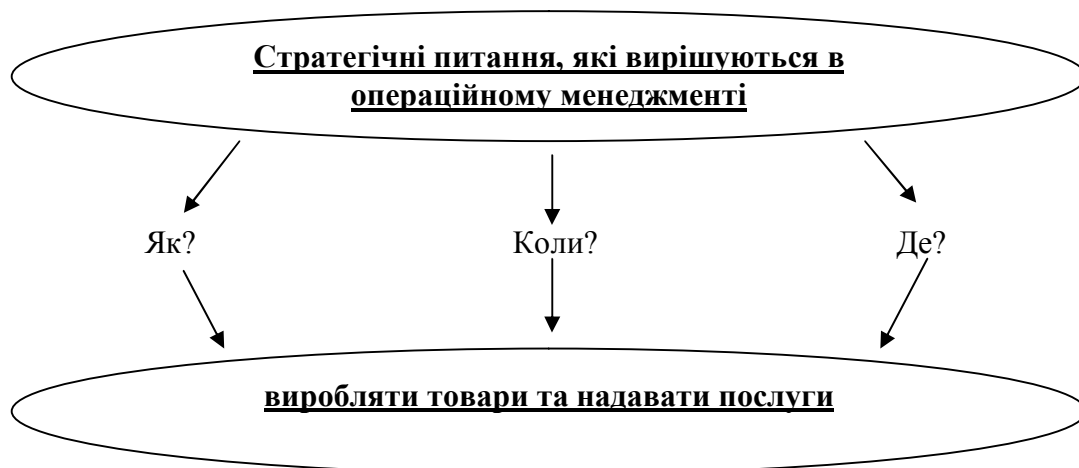 Стратегічні питання, які вирішуються в
операційному менеджменті
Як? Коли? Де?
виробляти товари та надавати послуги